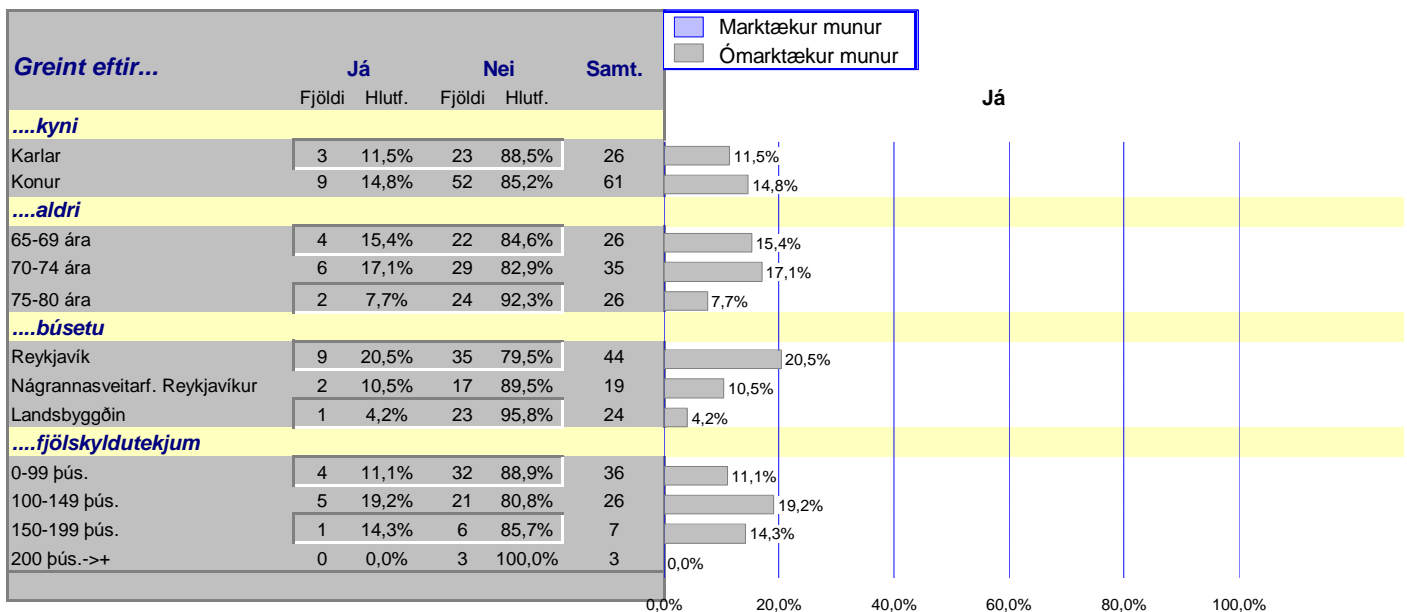 Marktækur munur
Ómarktækur munur
Greint eftir... Já Nei Samt.
Fjöldi Hlutf. Fjöldi Hlutf.
Já
....kyni
Karlar 3 11,5% 23 88,5% 26 11,5%
Konur 9 14,8% 52 85,2% 61 14,8%
....aldri
65-69 ára 4 15,4% 22 84,6% 26 15,4%
70-74 ára 6 17,1% 29 82,9% 35 17,1%
75-80 ára 2 7,7% 24 92,3% 26 7,7%
....búsetu
Reykjavík 9 20,5% 35 79,5% 44 20,5%
Nágrannasveitarf. Reykjavíkur 2 10,5% 17 89,5% 19 10,5%
Landsbyggðin 1 4,2% 23 95,8% 24 4,2%
....fjölskyldutekjum
0-99 þús. 4 11,1% 32 88,9% 36 11,1%
100-149 þús. 5 19,2% 21 80,8% 26 19,2%
150-199 þús. 1 14,3% 6 85,7% 7 14,3%
200 þús.->+ 0 0,0% 3 100,0% 3 0,0%
0,0% 20,0% 40,0% 60,0% 80,0% 100,0%